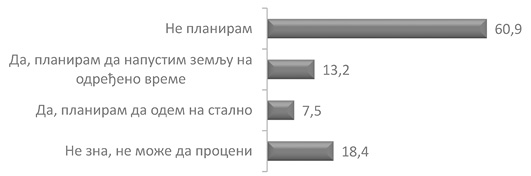 Не планирам 60,9
Да, планирам да напустим земљу на
одређено време 13,2
Да, планирам да одем на стално 7,5
Не зна, не може да процени 18,4